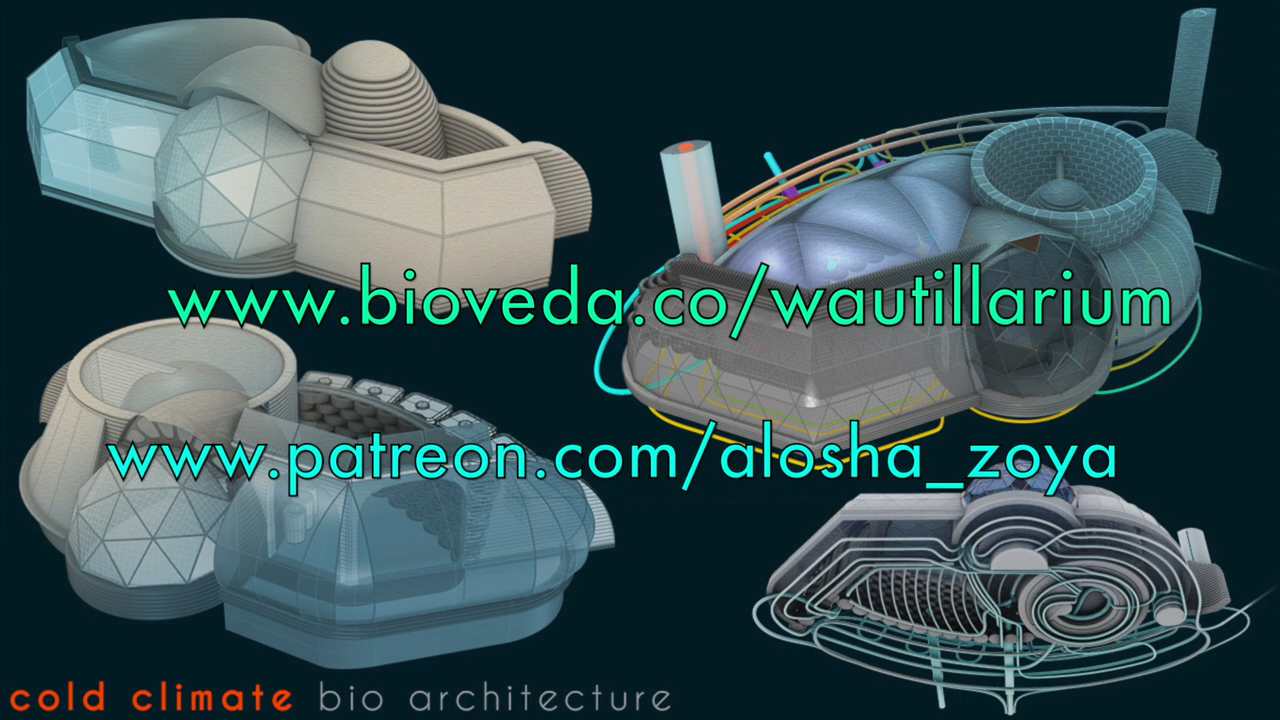 www.bioveda.co/wautillarium
www.patreon.com/alosha_zoya
cold climate bio architecture